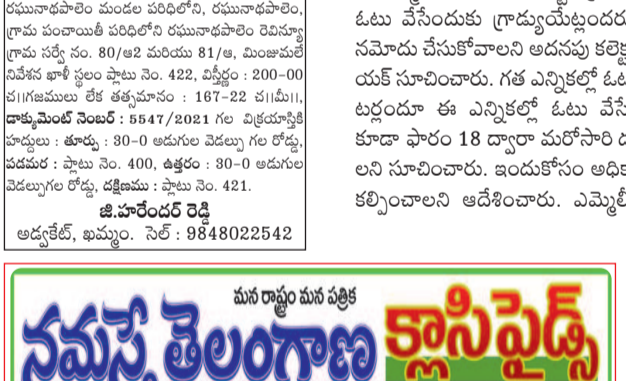 రఘునాథపాలెం మండల పరిధిలోని, రఘునాథపాలెం,
గ్రామ పంచాయితీ పరిధిలోని రఘునాథపాలెం రెవిన్యూ
గ్రామ సర్వే నం. 80/ఆ2 మరియు 81/ఆ, మింజుమలే
నివేశన ఖాళీ స్థలం ప్లాటు నెం. 422, విస్తీర్ణం : 200-00
చ॥గజములు లేక తత్సమానం : 167-22 చ॥మీ॥,
డాక్యుమెంట్ నెంబర్ : 5547/2021 గల విక్రయాస్తికి
హద్దులు : తూర్పు : 30-0 అడుగుల వెడల్పు గల రోడ్డు,
పడమర : ప్లాటు నెం. 400, ఉత్తరం : 30-0 అడుగుల
వెడల్పుగల రోడ్డు, దక్షిణము : ప్లాటు నెం. 421.
జి.హరేందర్ రెడ్డి
అడ్వకేట్, ఖమ్మం. సెల్ : 9848022542
ఓటు వేసేందుకు గ్రాడ్యుయేట్లందరు
నమోదు చేసుకోవాలని అదనపు కలెక్ట
యక్ సూచించారు. గత ఎన్నికల్లో ఓట
టర్లందూ ఈ ఎన్నికల్లో ఓటు వేసే
కూడా ఫారం 18 ద్వారా మరోసారి ద
లని సూచించారు. ఇందుకోసం అధిక
కల్పించాలని ఆదేశించారు. ఎమ్మెల్సీ
మన రాష్ట్రం మన పత్రిక
నమస్తే తెలంగాణ క్లాసిఫైడ్స్